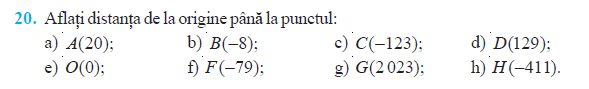 20. Aflați distanța de la origine până la punctul:
a) A(20); b) B(–8); c) C(–123); d) D(129);
e) O(0); f) F(–79); g) G(2 023); h) H(–411).